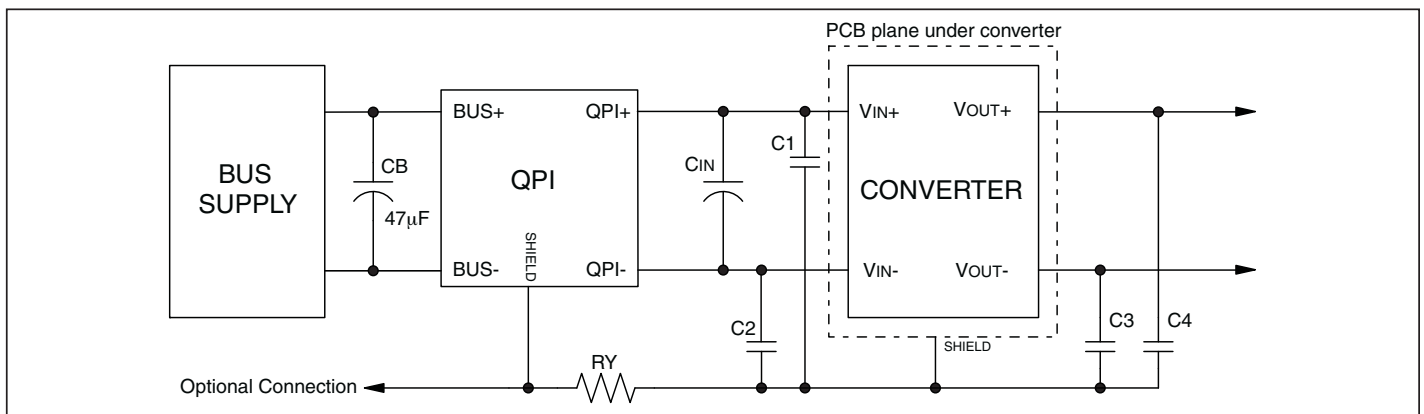 PCB plane under converter
BUS+ QPI+ VIN+ VOUT+
C1
CB CIN
BUS SUPPLY QPI CONVERTER
47µF
SHIELD
BUS- QPI- VIN- VOUT-
C2 C3 C4
SHIELD
RY
Optional Connection